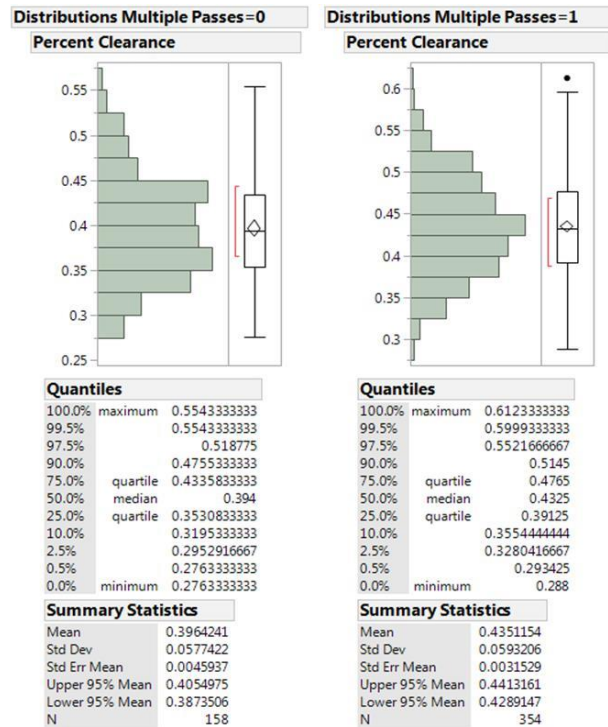 Distributions Multiple Passes=0
Percent Clearance
0.55
0.5
0.45
0.4
0.35
0.3
0.25
Quantiles
100.0% maximum 0.5543333333
99.5% 0.5543333333
97.5% 0.518775
90.0% 0.4755333333
75.0% quartile 0.4335833333
50.0% median 0.394
25.0% quartile 0.3530833333
10.0% 0.3195333333
2.5% 0.2952916667
0.5% 0.2763333333
0.0% minimum 0.2763333333
Summary Statistics
Mean 0.3964241
Std Dev 0.0577422
Std Err Mean 0.0045937
Upper 95% Mean 0.4054975
Lower 95% Mean 0.3873506
N 158
Distributions Multiple Passes=1
Percent Clearance
0.6
0.55
0.5
0.45
0.4
0.35
0.3
Quantiles
100.0% maximum 0.6123333333
99.5% 0.5999333333
97.5% 0.5521666667
90.0% 0.5145
75.0% quartile 0.4765
50.0% median 0.4325
25.0% quartile 0.39125
10.0% 0.3554444444
2.5% 0.3280416667
0.5% 0.293425
0.0% minimum 0.288
Summary Statistics
Mean 0.4351154
Std Dev 0.0593206
Std Err Mean 0.0031529
Upper 95% Mean 0.4413161
Lower 95% Mean 0.4289147
N 354